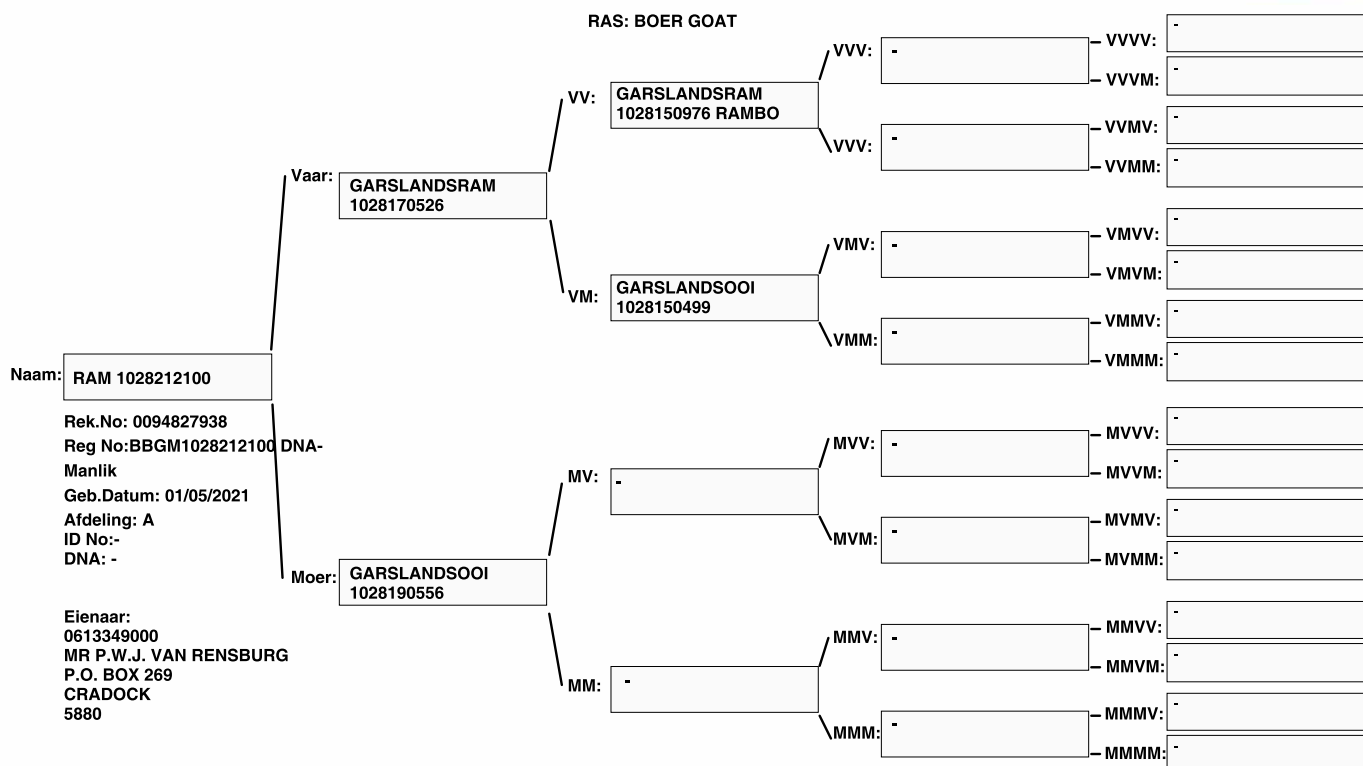 RAS: BOER GOAT
Naam: RAM 1028212100
Rek.No: 0094827938
Reg No:BBGM1028212100 DNA-
Manlik
Geb.Datum: 01/05/2021
Afdeling: A
ID No:-
DNA: -
Eienaar:
0613349000
MR P.W.J. VAN RENSBURG
P.O. BOX 269
CRADOCK
5880
Vaar: GARSLANDSRAM
1028170526
Moer: GARSLANDSOOI
1028190556
VV: GARSLANDSRAM
1028150976 RAMBO
VM: GARSLANDSOOI
1028150499
MV: -
MM: -
VVV: -
VVV: -
VMV: -
VMM: -
MVV: -
MVM: -
MMV: -
MMM: -
VVVV: -
VVVM: -
VVMV: -
VVMM: -
VMVV: -
VMVM: -
VMMV: -
VMMM: -
MVVV: -
MVVM: -
MVMV: -
MVMM: -
MMVV: -
MMVM: -
MMMV: -
MMMM: -